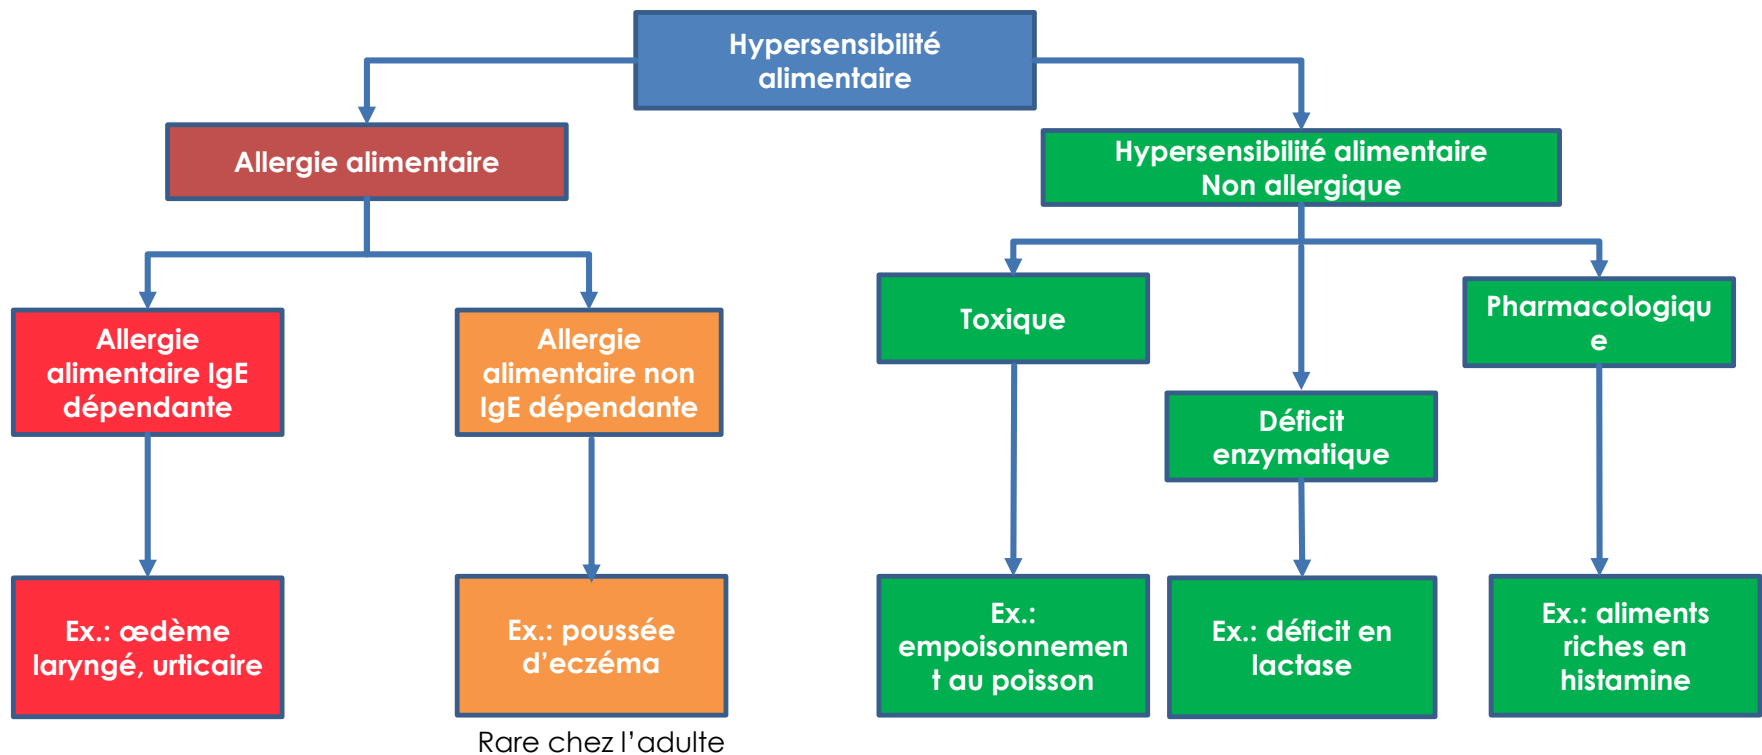 Hypersensibilité
alimentaire
Allergie alimentaire
Hypersensibilité alimentaire
Non allergique
Allergie
alimentaire IgE
dépendante
Allergie
alimentaire non
IgE dépendante
Toxique
Déficit
enzymatique
Pharmacologiqu
e
Ex.: œdème
laryngé, urticaire
Ex.: poussée
d’eczéma
Ex.:
empoisonnemen
t au poisson
Ex.: déficit en
lactase
Ex.: aliments
riches en
histamine
Rare chez l’adulte